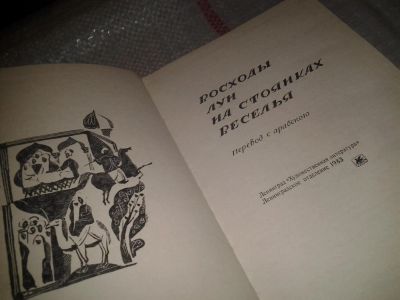 ВОСХОДЫ
ЛУН
НА СТОЯНКАХ
ВЕСЕЛЬЯ
Перевод с арабского
Ленинград «Художественная литература»
Ленинградское отделение 1983